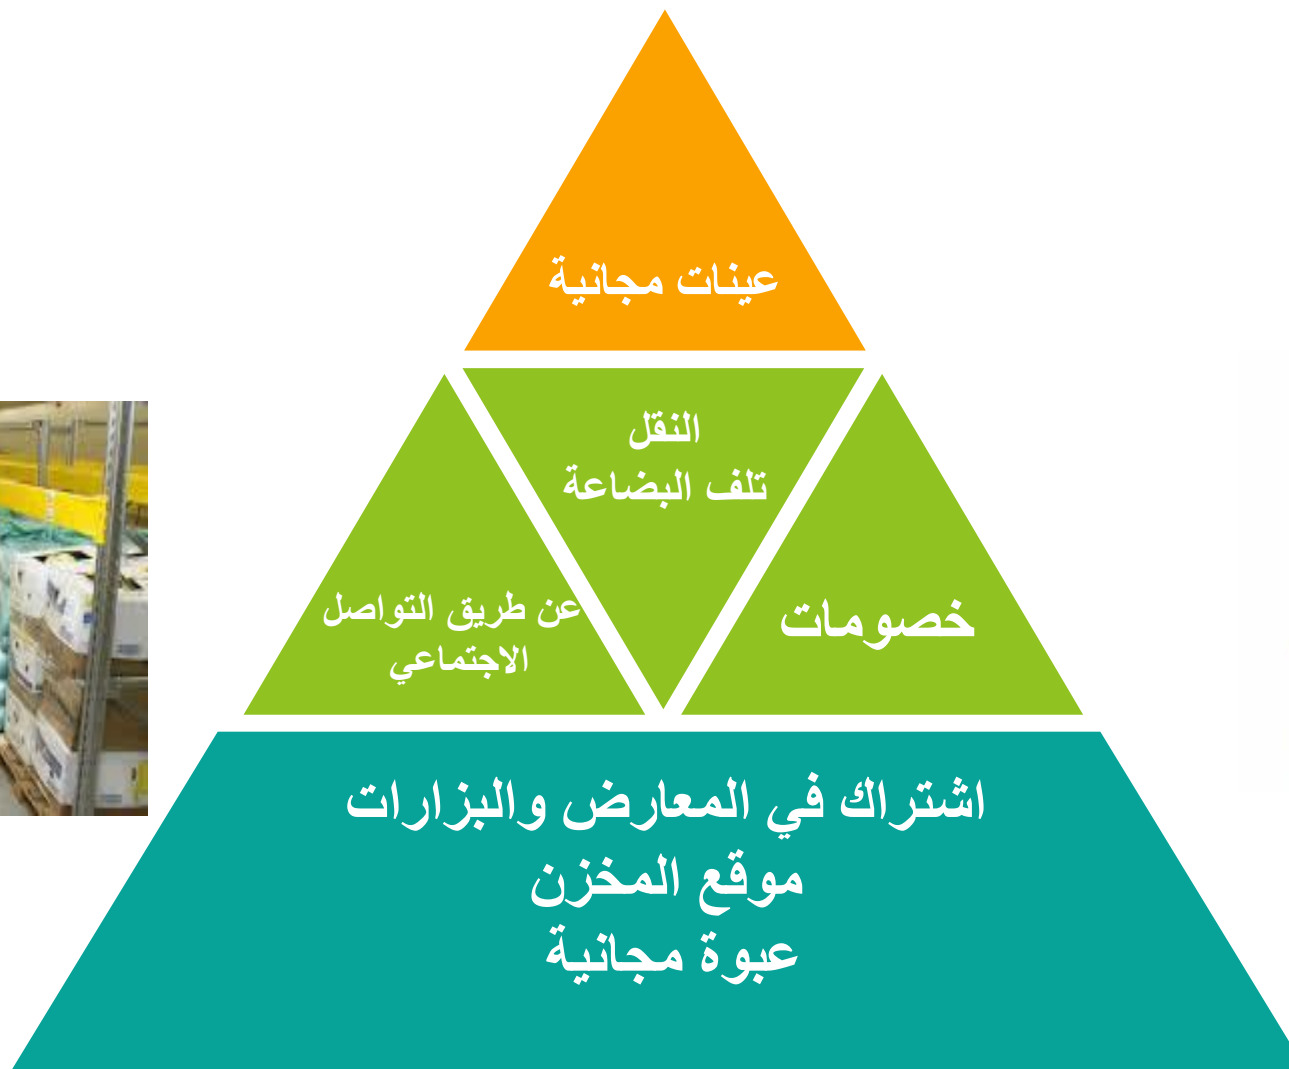 عينات مجانية
النقل
تلف البضاعة
خصومات
عن طريق التواصل
الاجتماعي
اشتراك في المعارض والبزارات
موقع المخزن
عبوة مجانية